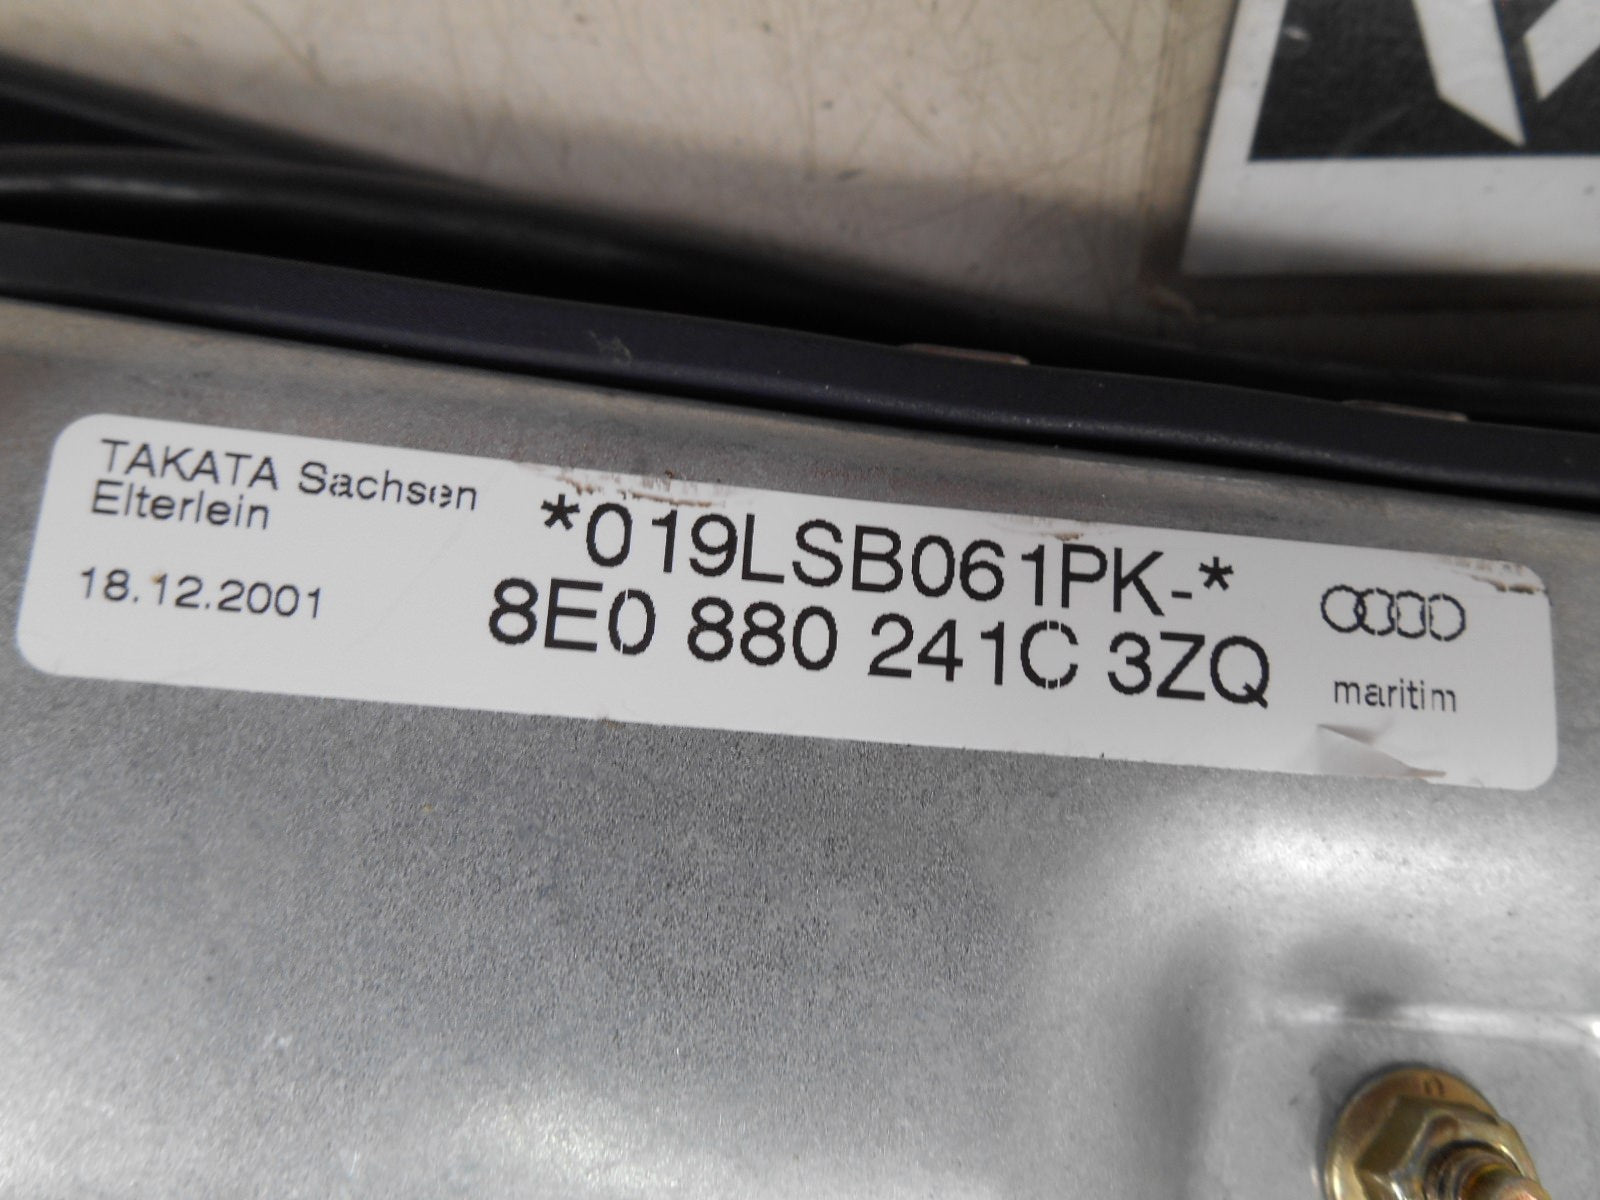 TAKATA Sachsen
Elterlein
18.12.2001
*019LSB061PK-*
8E0 880 241C 3ZQ
maritim